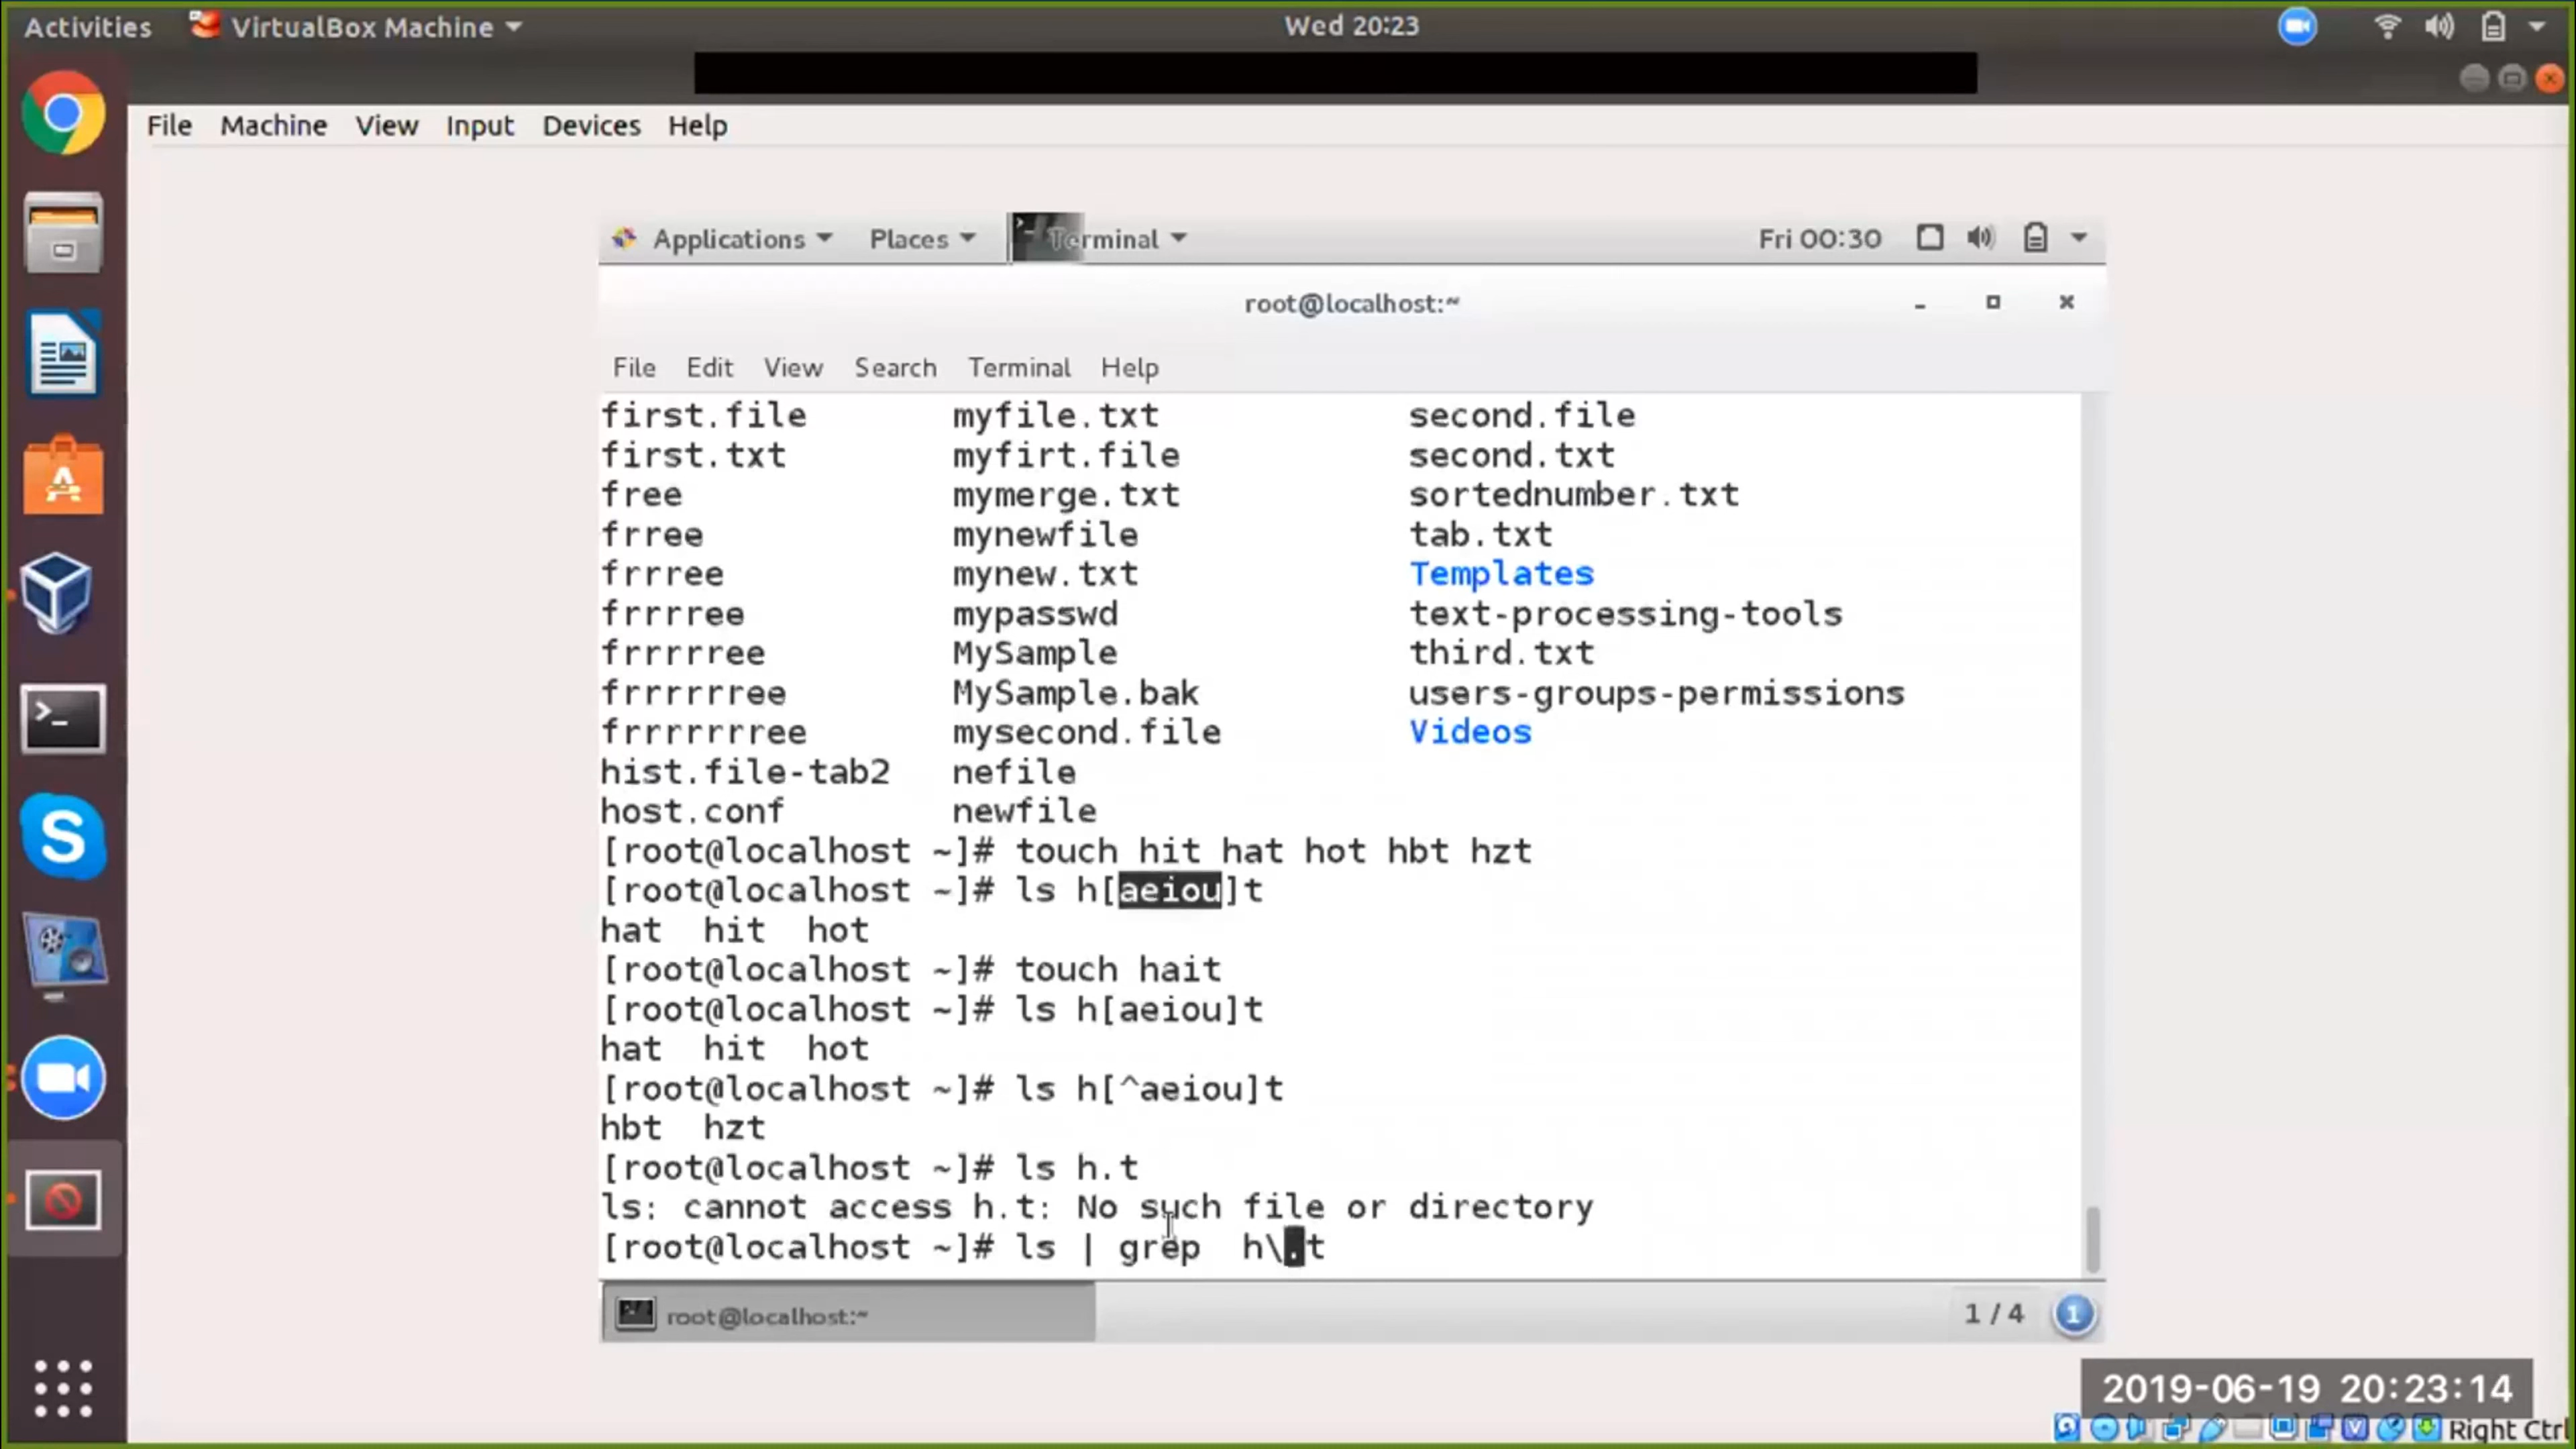 Activities VirtualBox Machine Wed 20:23
File Machine View Input Devices Help
Applications Places Terminal Fri 00:30
root@localhost:~
File Edit View Search Terminal Help
first.file myfile.txt second.file
first.txt myfirt.file second.txt
free mymerge.txt sortednumber.txt
frree mynewfile tab.txt
frrree mynew.txt Templates
frrrree mypasswd text-processing-tools
frrrrree MySample third.txt
frrrrrree MySample.bak users-groups-permissions
frrrrrrree mysecond.file Videos
hist.file-tab2 nefile
host.conf newfile
[root@localhost ~]# touch hit hat hot hbt hzt
[root@localhost ~]# ls h[aeiou]t
hat hit hot
[root@localhost ~]# touch hait
[root@localhost ~]# ls h[aeiou]t
hat hit hot
[root@localhost ~]# ls h[^aeiou]t
hbt hzt
[root@localhost ~]# ls h.t
ls: cannot access h.t: No such file or directory
[root@localhost ~]# ls | grep  h\.t
root@localhost:~ 1 / 4 1
2019-06-19 20:23:14
Right Ctrl